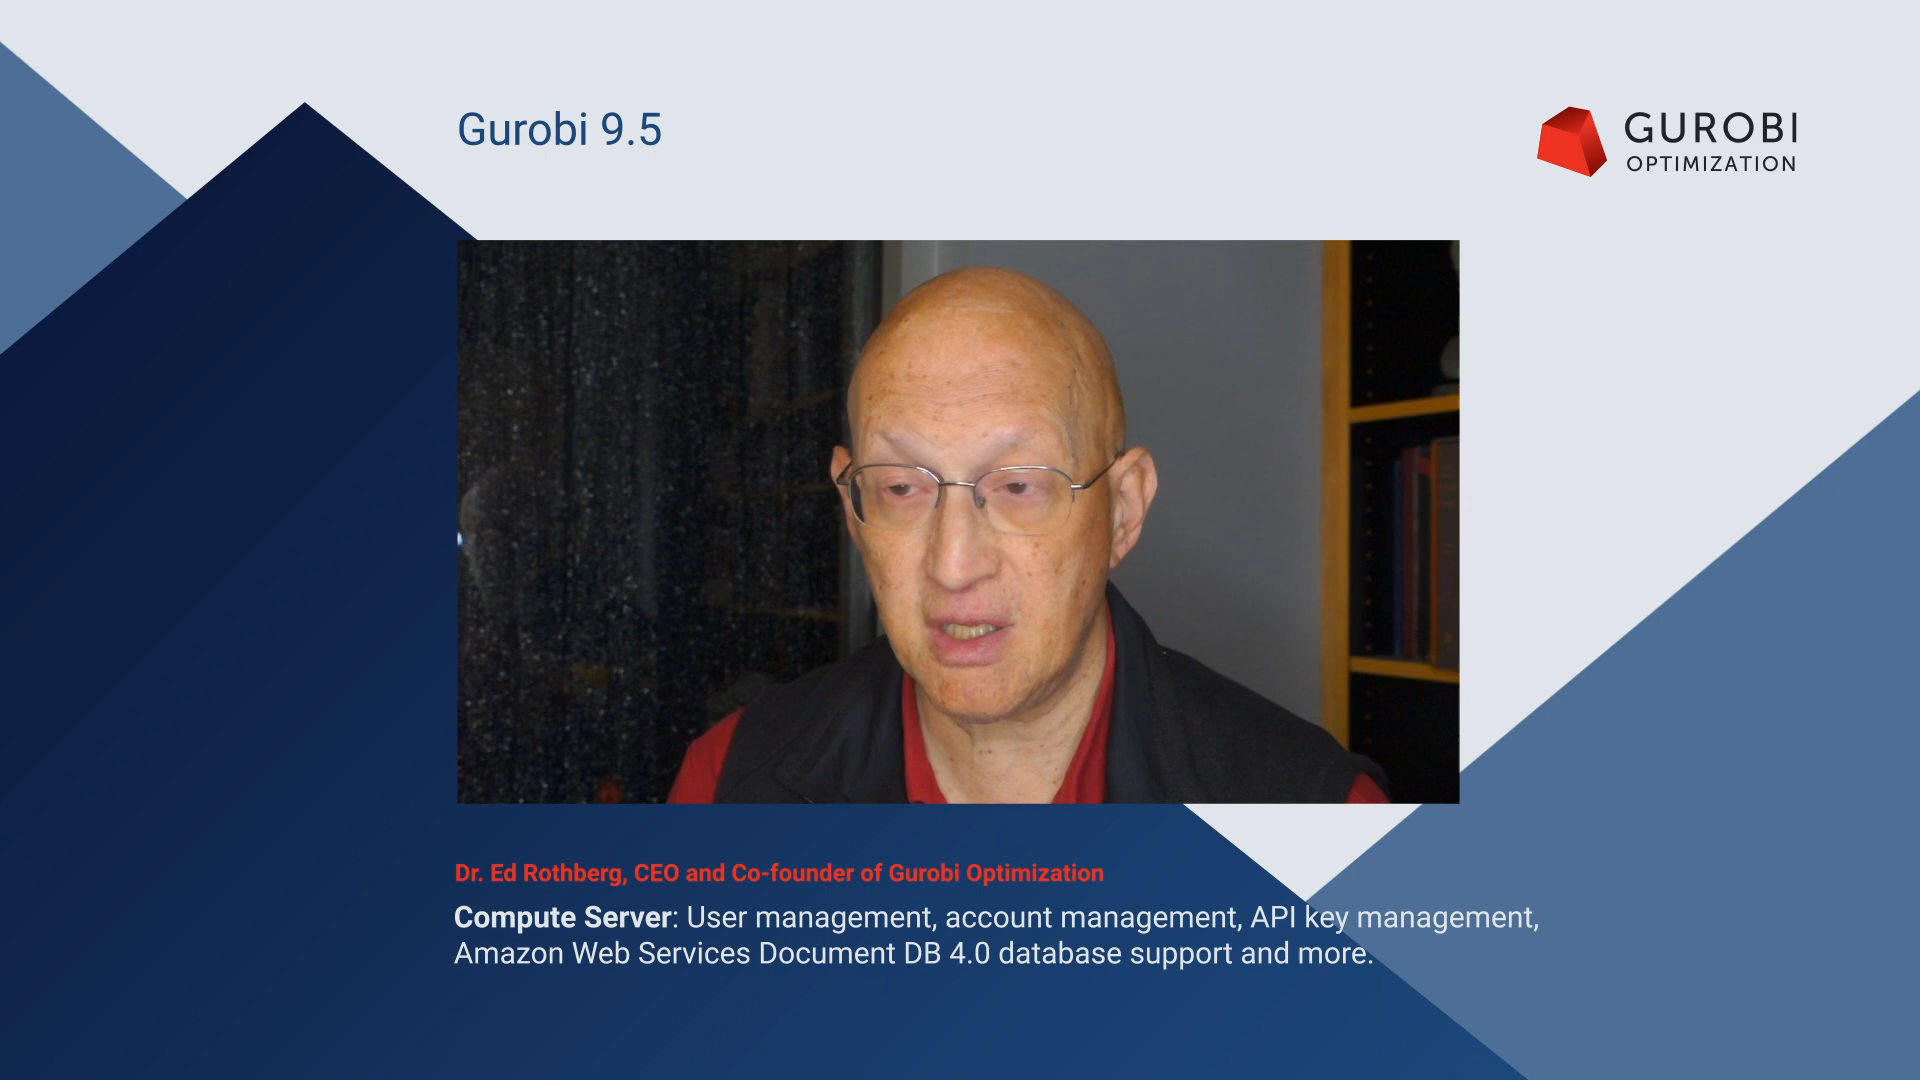 Gurobi 9.5
GUROBI
OPTIMIZATION
Dr. Ed Rothberg, CEO and Co-founder of Gurobi Optimization
Compute Server: User management, account management, API key management,
Amazon Web Services Document DB 4.0 database support and more.